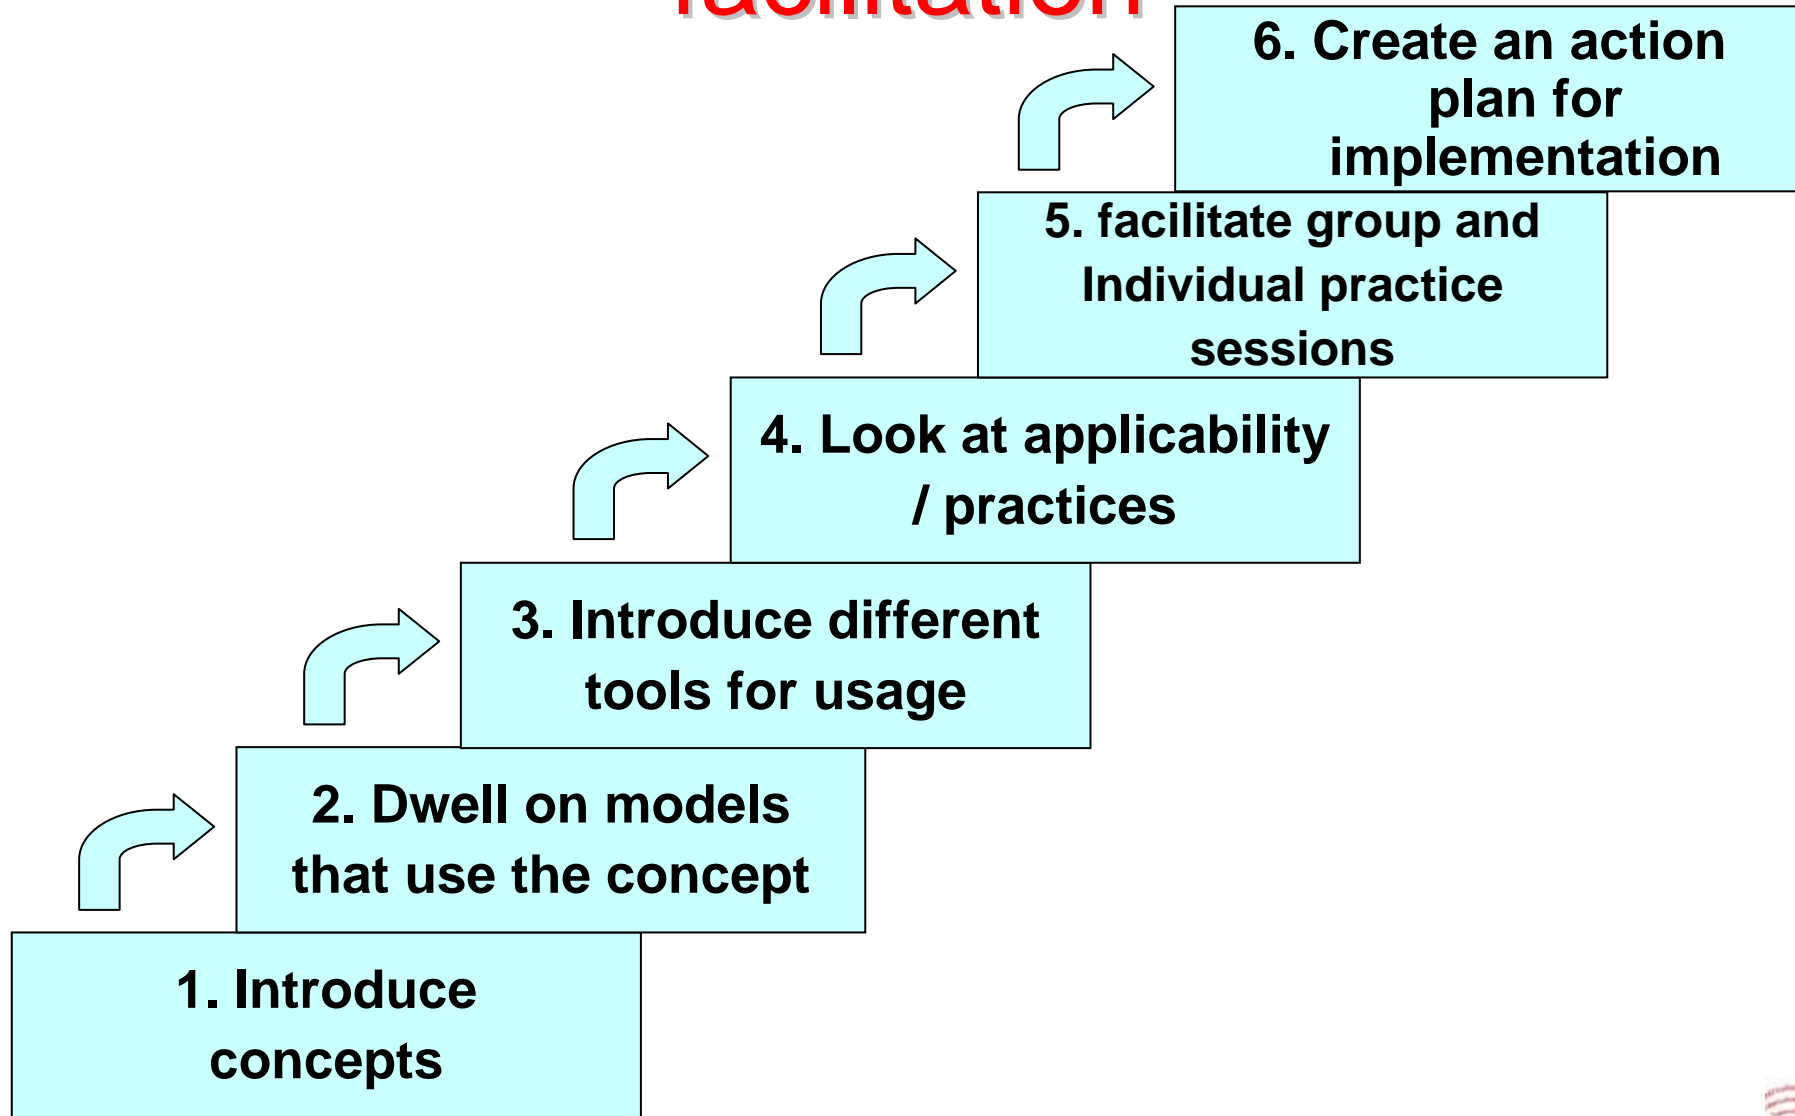 facilitation
6. Create an action
plan for
implementation
5. facilitate group and
Individual practice
sessions
4. Look at applicability
/ practices
3. Introduce different
tools for usage
2. Dwell on models
that use the concept
1. Introduce
concepts